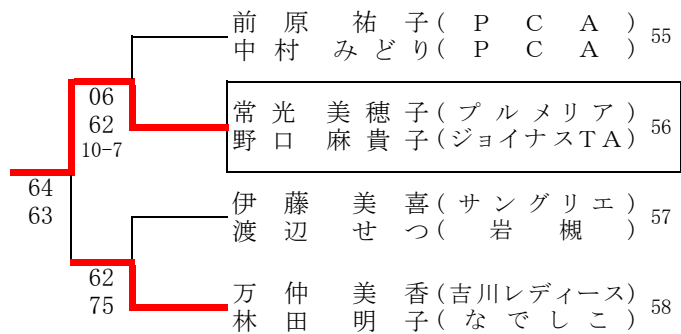 前原 祐子(PCA) 55
中村 みどり(PCA)
06
62
10-7
常光 美穂子(プルメリア) 56
野口 麻貴子(ジョイナスTA)
64
63
伊藤 美喜(サングリエ) 57
渡辺 せつ(岩槻)
62
75
万仲 美香(吉川レディース) 58
林田 明子(なでしこ)